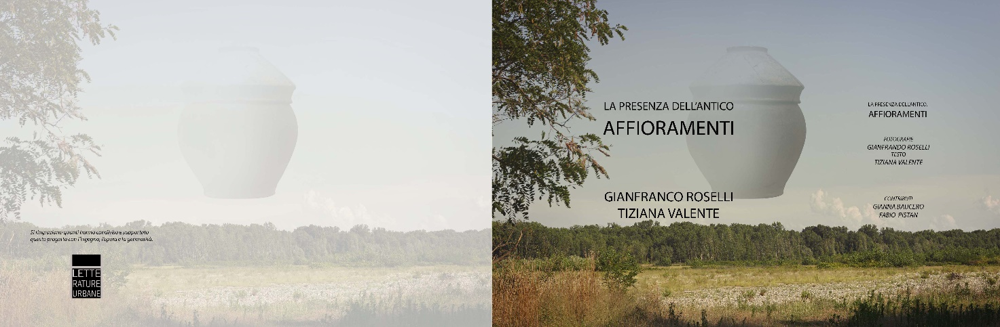 Si ringraziano quanti hanno condiviso e supportato
questo progetto con l'ingegno, l'opera e la generosità.
LETTE
RATURE
URBANE
LA PRESENZA DELL'ANTICO
AFFIORAMENTI
GIANFRANCO ROSELLI
TIZIANA VALENTE
LA PRESENZA DELL'ANTICO.
AFFIORAMENTI
FOTOGRAFIE
GIANFRANDO ROSELLI
TESTO
TIZIANA VALENTE
CONTRIBUTI
GIANNA BAUCERO
FABIO PISTAN